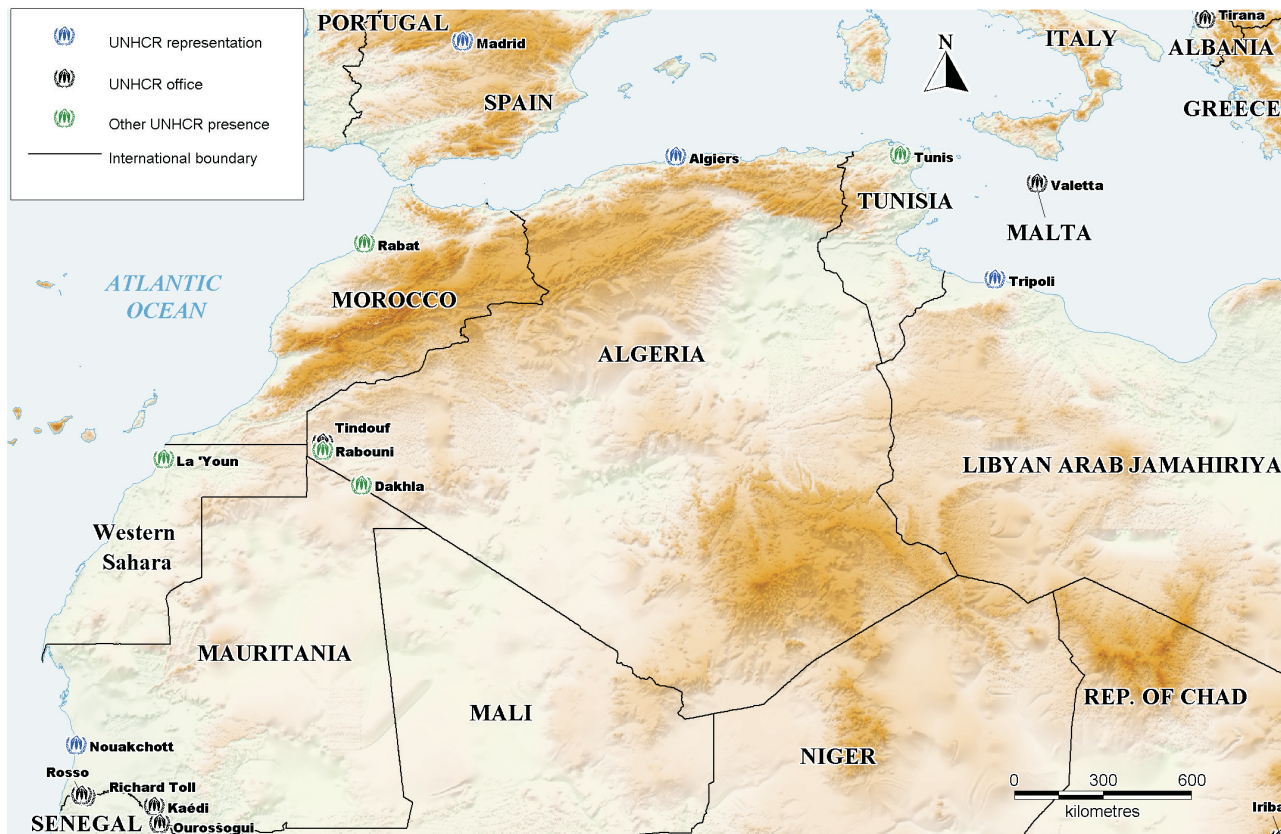 UNHCR representation
UNHCR office
Other UNHCR presence
International boundary
PORTUGAL
Madrid
SPAIN
ITALY
Tirana
ALBANIA
GREECE
N
Algiers
Tunis
TUNISIA
Valetta
MALTA
Rabat
Tripoli
ATLANTIC
OCEAN
MOROCCO
ALGERIA
Tindouf
Rabouni
La 'Youn
Dakhla
LIBYAN ARAB JAMAHIRIYA
Western
Sahara
MAURITANIA
MALI
NIGER
REP. OF CHAD
Nouakchott
Rosso
Richard Toll
Kaédi
SENEGAL
Ourossogui
0 300 600
kilometres
Iriba